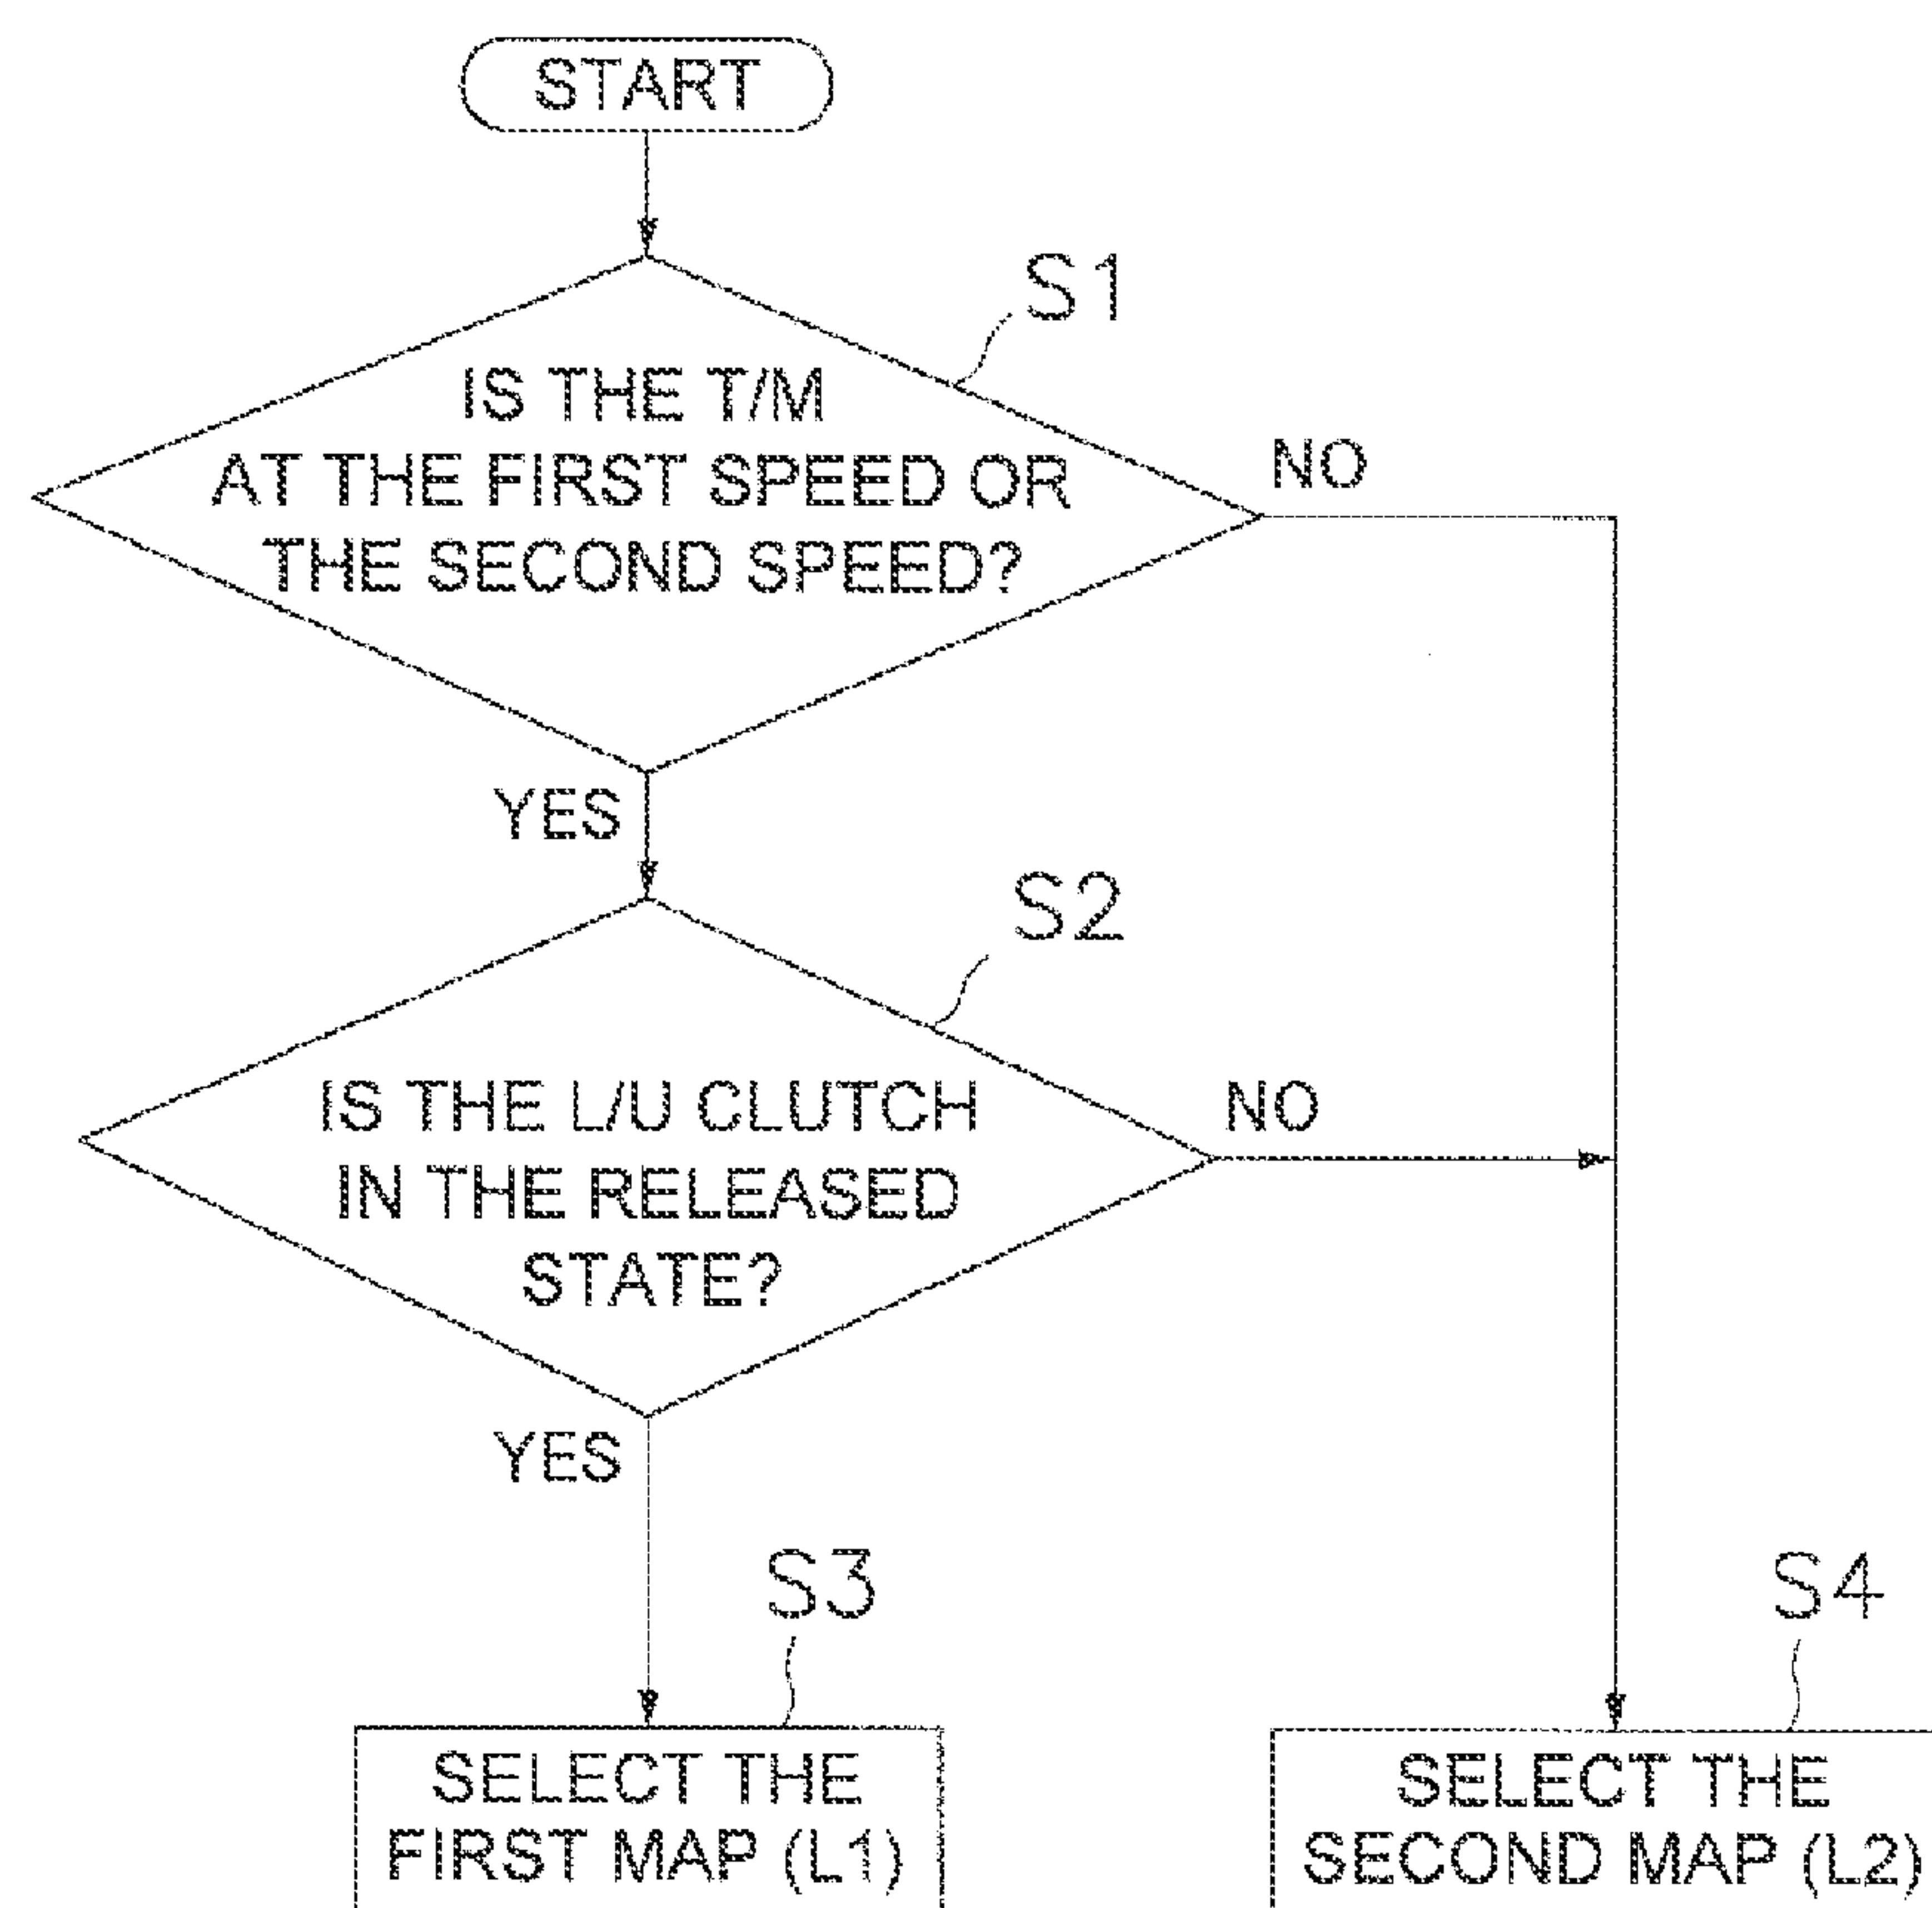 START
S1
IS THE T/M
AT THE FIRST SPEED OR
THE SECOND SPEED?
NO
YES
S2
IS THE L/U CLUTCH
IN THE RELEASED
STATE?
NO
YES
S3
S4
SELECT THE
FIRST MAP (L1)
SELECT THE
SECOND MAP (L2)